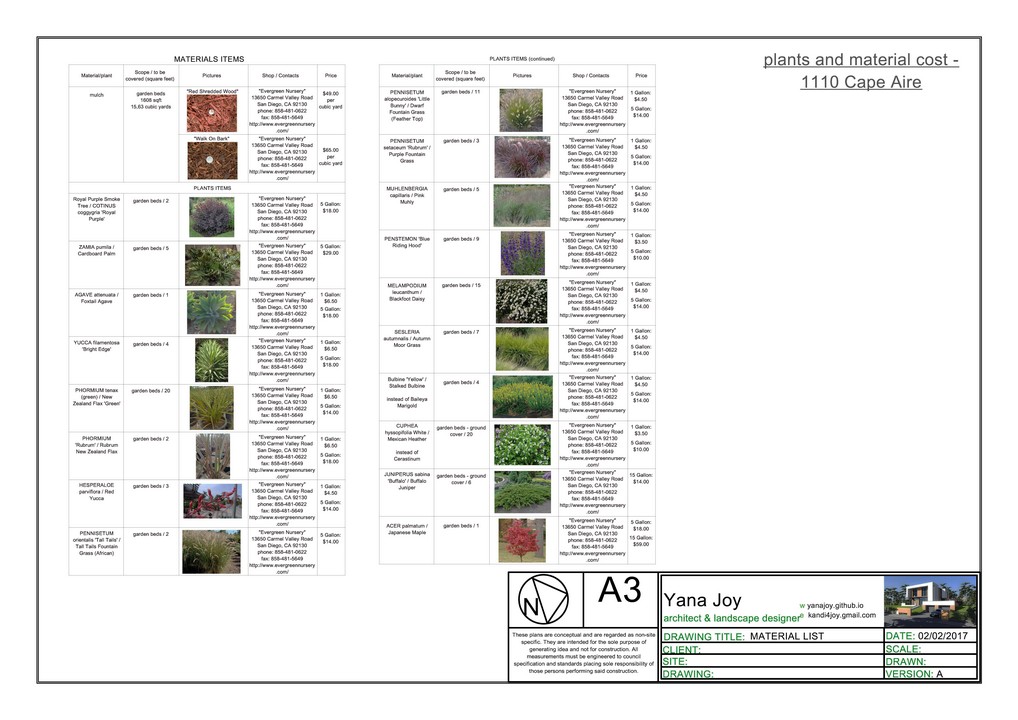 plants and material cost -
1110 Cape Aire
MATERIALS ITEMS
Material/plant
Scope / to be
covered (square feet)
Pictures
Shop / Contacts
Price
mulch
garden beds
1608 sqft
15.03 cubic yards
"Red Shredded Wood"
"Evergreen Nursery"
13650 Carmel Valley Road
San Diego, CA 92130
phone: 858-481-0622
fax: 858-481-5649
http://www.evergreennursery
.com/
$49.00
per
cubic yard
"Walk On Bark"
"Evergreen Nursery"
13650 Carmel Valley Road
San Diego, CA 92130
phone: 858-481-0622
fax: 858-481-5649
http://www.evergreennursery
.com/
$65.00
per
cubic yard
PLANTS ITEMS
Royal Purple Smoke
Tree / COTINUS
coggygria 'Royal
Purple'
garden beds / 2
"Evergreen Nursery"
13650 Carmel Valley Road
San Diego, CA 92130
phone: 858-481-0622
fax: 858-481-5649
http://www.evergreennursery
.com/
5 Gallon:
$18.00
ZAMIA pumila /
Cardboard Palm
garden beds / 5
"Evergreen Nursery"
13650 Carmel Valley Road
San Diego, CA 92130
phone: 858-481-0622
fax: 858-481-5649
http://www.evergreennursery
.com/
5 Gallon:
$29.00
AGAVE attenuata /
Foxtail Agave
garden beds / 1
"Evergreen Nursery"
13650 Carmel Valley Road
San Diego, CA 92130
phone: 858-481-0622
fax: 858-481-5649
http://www.evergreennursery
.com/
1 Gallon:
$6.50
5 Gallon:
$18.00
YUCCA filamentosa
'Bright Edge'
garden beds / 4
"Evergreen Nursery"
13650 Carmel Valley Road
San Diego, CA 92130
phone: 858-481-0622
fax: 858-481-5649
http://www.evergreennursery
.com/
1 Gallon:
$6.50
5 Gallon:
$18.00
PHORMIUM tenax
(green) / New
Zealand Flax 'Green'
garden beds / 20
"Evergreen Nursery"
13650 Carmel Valley Road
San Diego, CA 92130
phone: 858-481-0622
fax: 858-481-5649
http://www.evergreennursery
.com/
1 Gallon:
$6.50
5 Gallon:
$14.00
PHORMIUM
'Rubrum' / Rubrum
New Zealand Flax
garden beds / 2
"Evergreen Nursery"
13650 Carmel Valley Road
San Diego, CA 92130
phone: 858-481-0622
fax: 858-481-5649
http://www.evergreennursery
.com/
1 Gallon:
$6.50
5 Gallon:
$18.00
HESPERALOE
parviflora / Red
Yucca
garden beds / 3
"Evergreen Nursery"
13650 Carmel Valley Road
San Diego, CA 92130
phone: 858-481-0622
fax: 858-481-5649
http://www.evergreennursery
.com/
1 Gallon:
$4.50
5 Gallon:
$14.00
PENNISETUM
orientalis 'Tall Tails' /
Tall Tails Fountain
Grass (African)
garden beds / 2
"Evergreen Nursery"
13650 Carmel Valley Road
San Diego, CA 92130
phone: 858-481-0622
fax: 858-481-5649
http://www.evergreennursery
.com/
5 Gallon:
$14.00
PLANTS ITEMS (continued)
Material/plant
Scope / to be
covered (square feet)
Pictures
Shop / Contacts
Price
PENNISETUM
alopecuroides 'Little
Bunny' / Dwarf
Fountain Grass
(Feather Top)
garden beds / 11
"Evergreen Nursery"
13650 Carmel Valley Road
San Diego, CA 92130
phone: 858-481-0622
fax: 858-481-5649
http://www.evergreennursery
.com/
1 Gallon:
$4.50
5 Gallon:
$14.00
PENNISETUM
setaceum 'Rubrum' /
Purple Fountain
Grass
garden beds / 3
"Evergreen Nursery"
13650 Carmel Valley Road
San Diego, CA 92130
phone: 858-481-0622
fax: 858-481-5649
http://www.evergreennursery
.com/
1 Gallon:
$4.50
5 Gallon:
$14.00
MUHLENBERGIA
capillaris / Pink
Muhly
garden beds / 5
"Evergreen Nursery"
13650 Carmel Valley Road
San Diego, CA 92130
phone: 858-481-0622
fax: 858-481-5649
http://www.evergreennursery
.com/
1 Gallon:
$4.50
5 Gallon:
$14.00
PENSTEMON 'Blue
Riding Hood'
garden beds / 9
"Evergreen Nursery"
13650 Carmel Valley Road
San Diego, CA 92130
phone: 858-481-0622
fax: 858-481-5649
http://www.evergreennursery
.com/
1 Gallon:
$3.50
5 Gallon:
$10.00
MELAMPODIUM
leucanthum /
Blackfoot Daisy
garden beds / 15
"Evergreen Nursery"
13650 Carmel Valley Road
San Diego, CA 92130
phone: 858-481-0622
fax: 858-481-5649
http://www.evergreennursery
.com/
1 Gallon:
$4.50
5 Gallon:
$14.00
SESLERIA
autumnalis / Autumn
Moor Grass
garden beds / 7
"Evergreen Nursery"
13650 Carmel Valley Road
San Diego, CA 92130
phone: 858-481-0622
fax: 858-481-5649
http://www.evergreennursery
.com/
1 Gallon:
$4.50
5 Gallon:
$14.00
Bulbine 'Yellow' /
Stalked Bulbine
instead of Baileya
Marigold
garden beds / 4
"Evergreen Nursery"
13650 Carmel Valley Road
San Diego, CA 92130
phone: 858-481-0622
fax: 858-481-5649
http://www.evergreennursery
.com/
1 Gallon:
$4.50
5 Gallon:
$14.00
CUPHEA
hyssopifolia White /
Mexican Heather
instead of
Cerastinum
garden beds - ground
cover / 20
"Evergreen Nursery"
13650 Carmel Valley Road
San Diego, CA 92130
phone: 858-481-0622
fax: 858-481-5649
http://www.evergreennursery
.com/
1 Gallon:
$3.50
5 Gallon:
$10.00
JUNIPERUS sabina
'Buffalo' / Buffalo
Juniper
garden beds - ground
cover / 6
"Evergreen Nursery"
13650 Carmel Valley Road
San Diego, CA 92130
phone: 858-481-0622
fax: 858-481-5649
http://www.evergreennursery
.com/
15 Gallon:
$14.00
ACER palmatum /
Japanese Maple
garden beds / 1
"Evergreen Nursery"
13650 Carmel Valley Road
San Diego, CA 92130
phone: 858-481-0622
fax: 858-481-5649
http://www.evergreennursery
.com/
5 Gallon:
$18.00
15 Gallon:
$59.00
N
A3
These plans are conceptual and are regarded as non-site
specific. They are intended for the sole purpose of
generating idea and not for construction. All
measurements must be engineered to council
specification and standards placing sole responsibility of
those persons performing said construction.
Yana Joy
architect & landscape designer
w yanajoy.github.io
e kandi4joy.gmail.com
DRAWING TITLE: MATERIAL LIST
DATE: 02/02/2017
CLIENT:
SCALE:
SITE:
DRAWN:
DRAWING:
VERSION: A